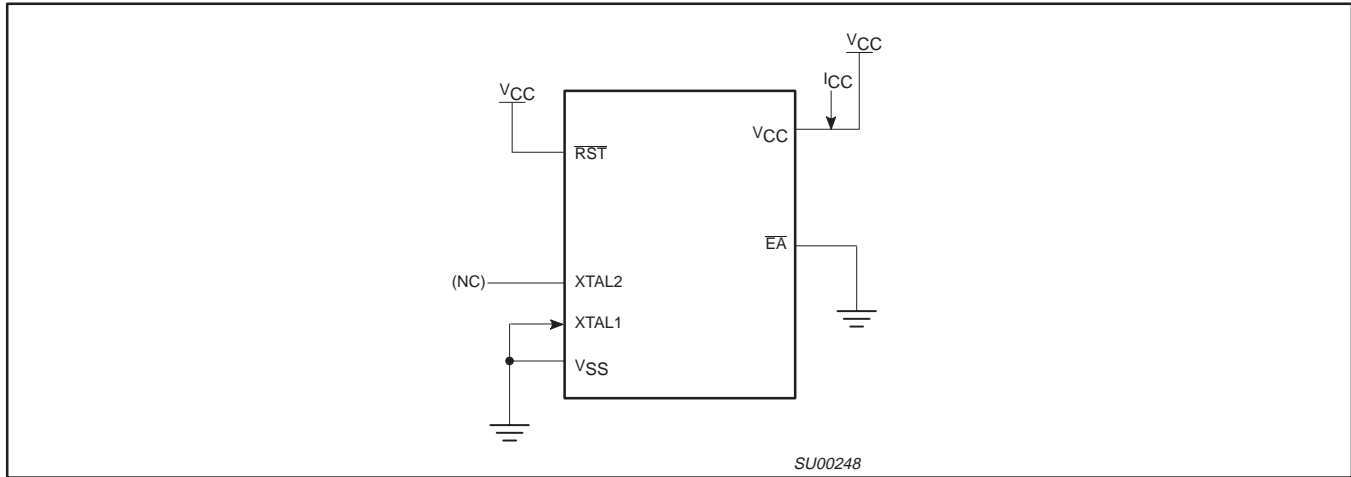 VCC
ICC
VCC
VCC
RST
EA
(NC)
XTAL2
XTAL1
VSS
SU00248